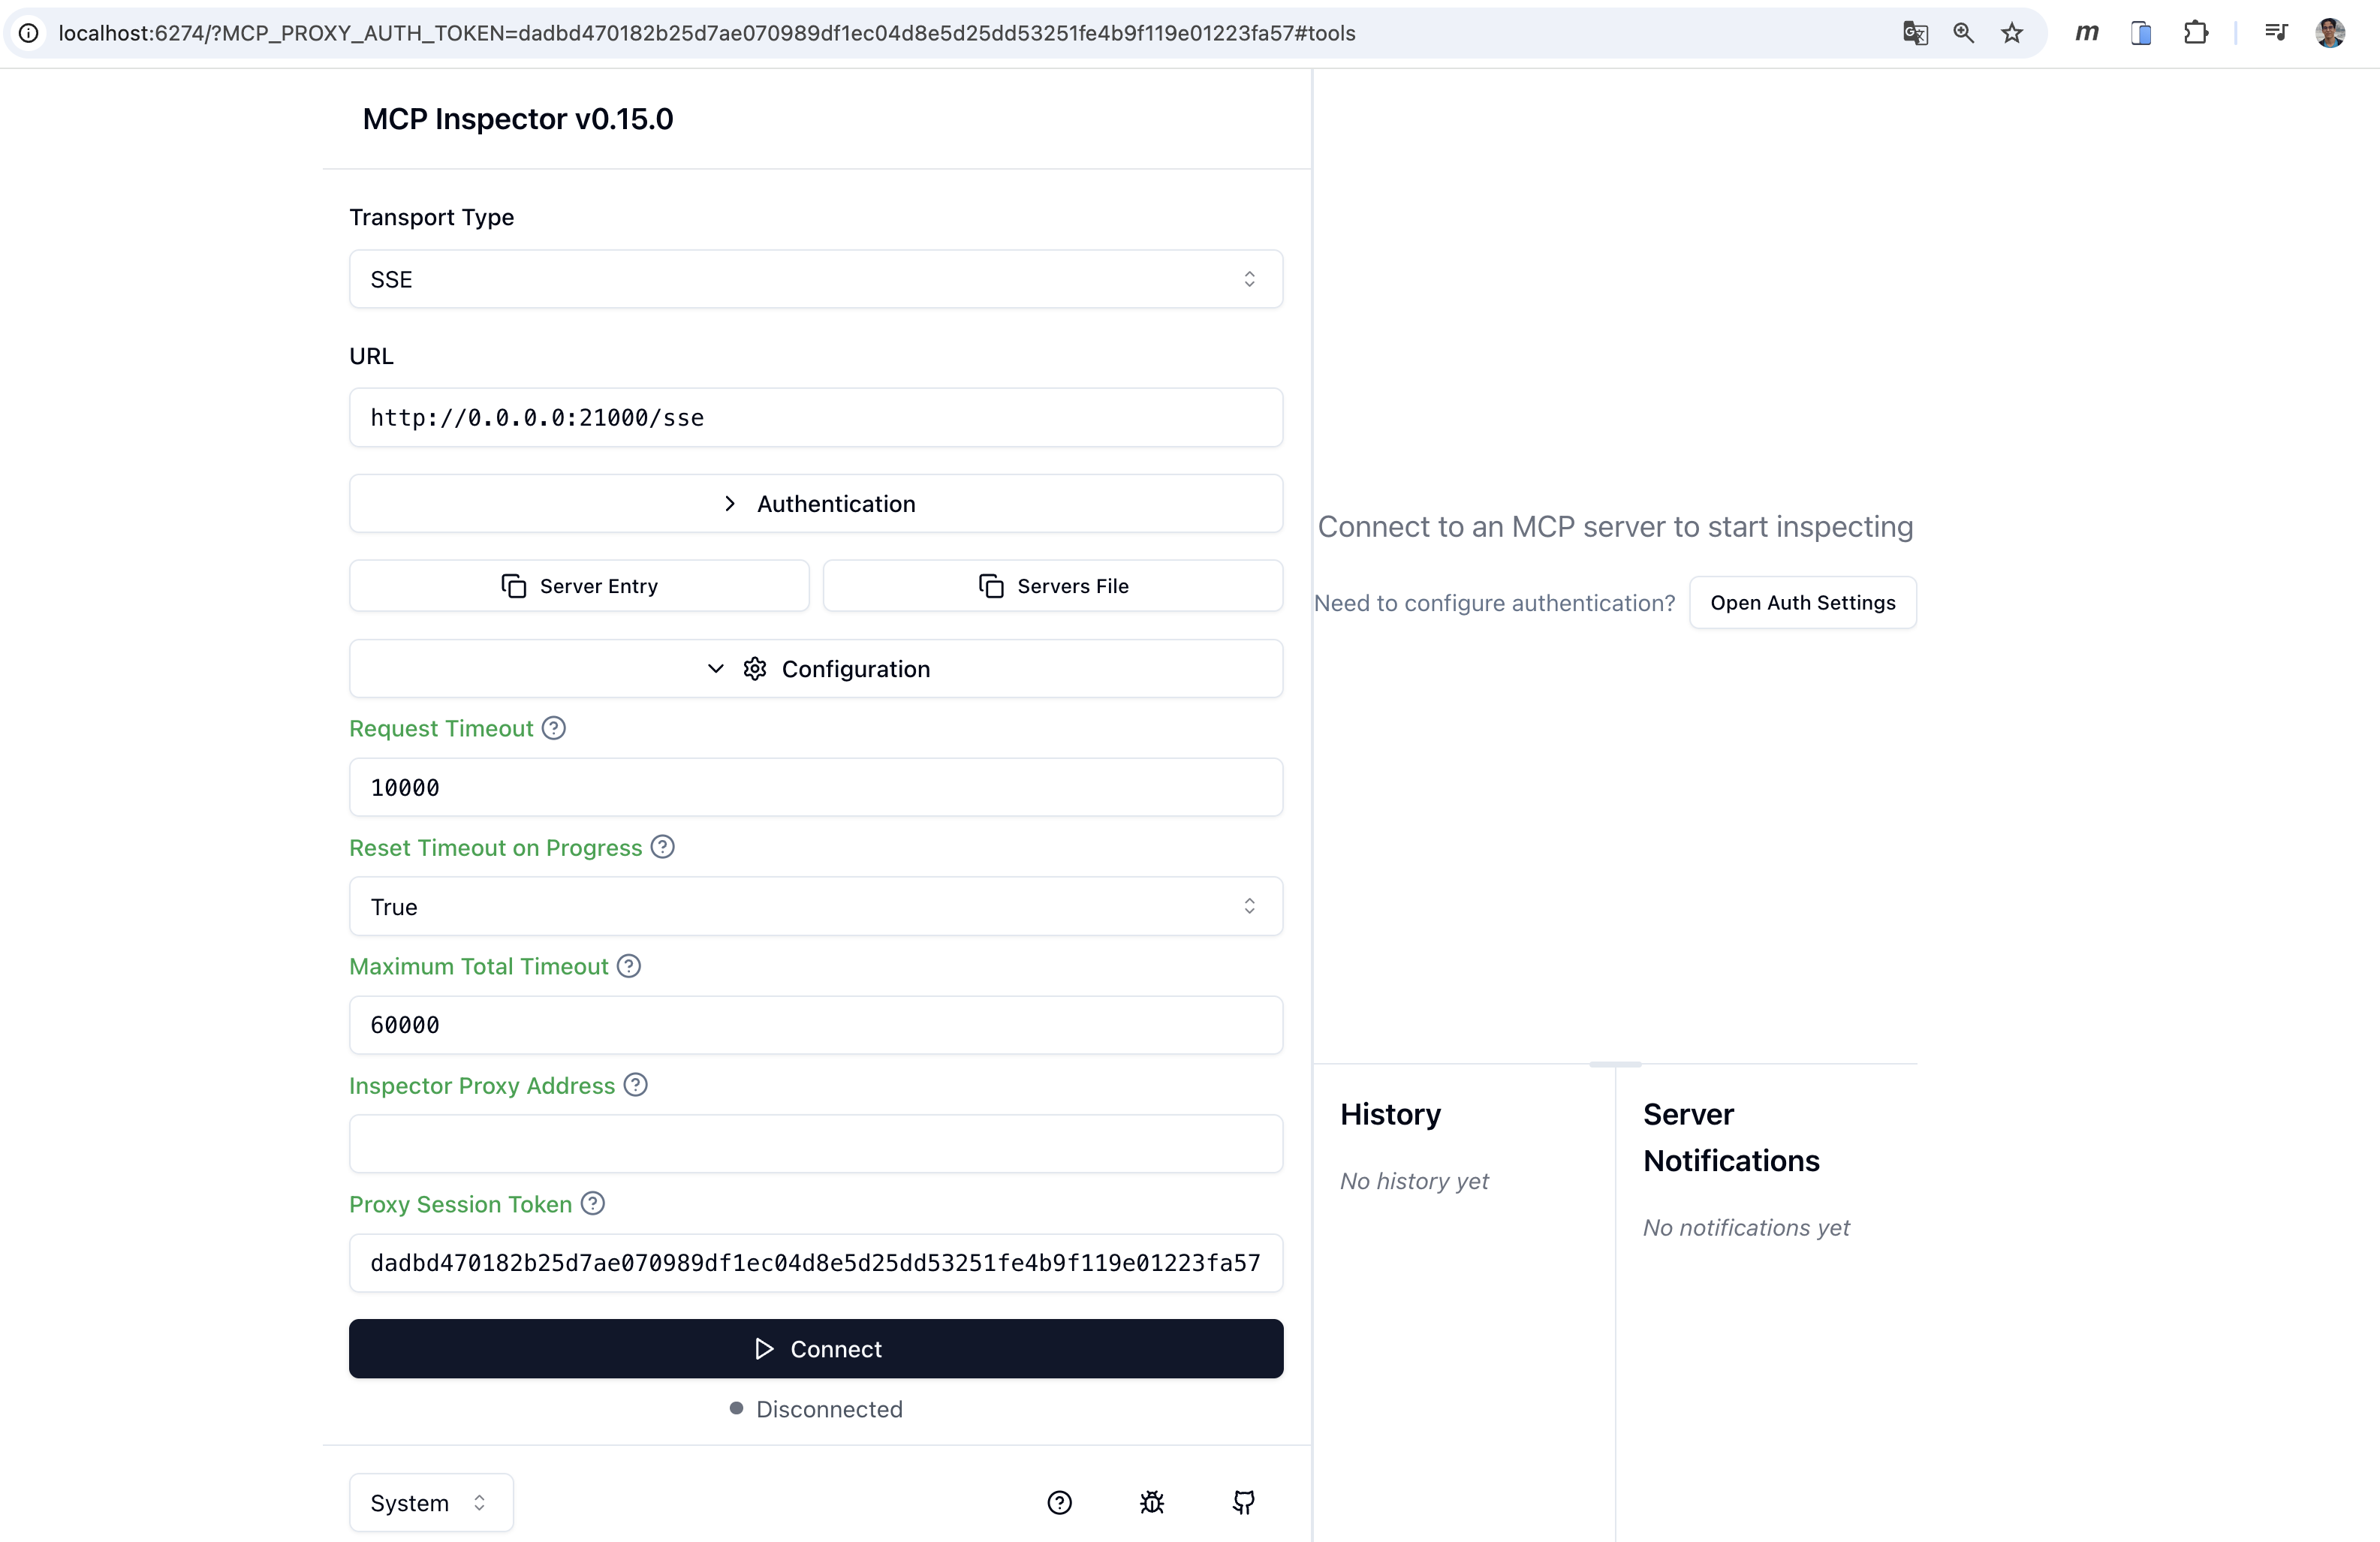 localhost:6274/?MCP_PROXY_AUTH_TOKEN=dadbd470182b25d7ae070989df1ec04d8e5d25dd53251fe4b9f119e01223fa57#tools
m
MCP Inspector v0.15.0
Transport Type
SSE
URL
http://0.0.0.0:21000/sse
Authentication
Server Entry
Servers File
Configuration
Request Timeout
10000
Reset Timeout on Progress
True
Maximum Total Timeout
60000
Inspector Proxy Address
Proxy Session Token
dadbd470182b25d7ae070989df1ec04d8e5d25dd53251fe4b9f119e01223fa57
Connect
Disconnected
System
Connect to an MCP server to start inspecting
Need to configure authentication? Open Auth Settings
History
No history yet
Server
Notifications
No notifications yet